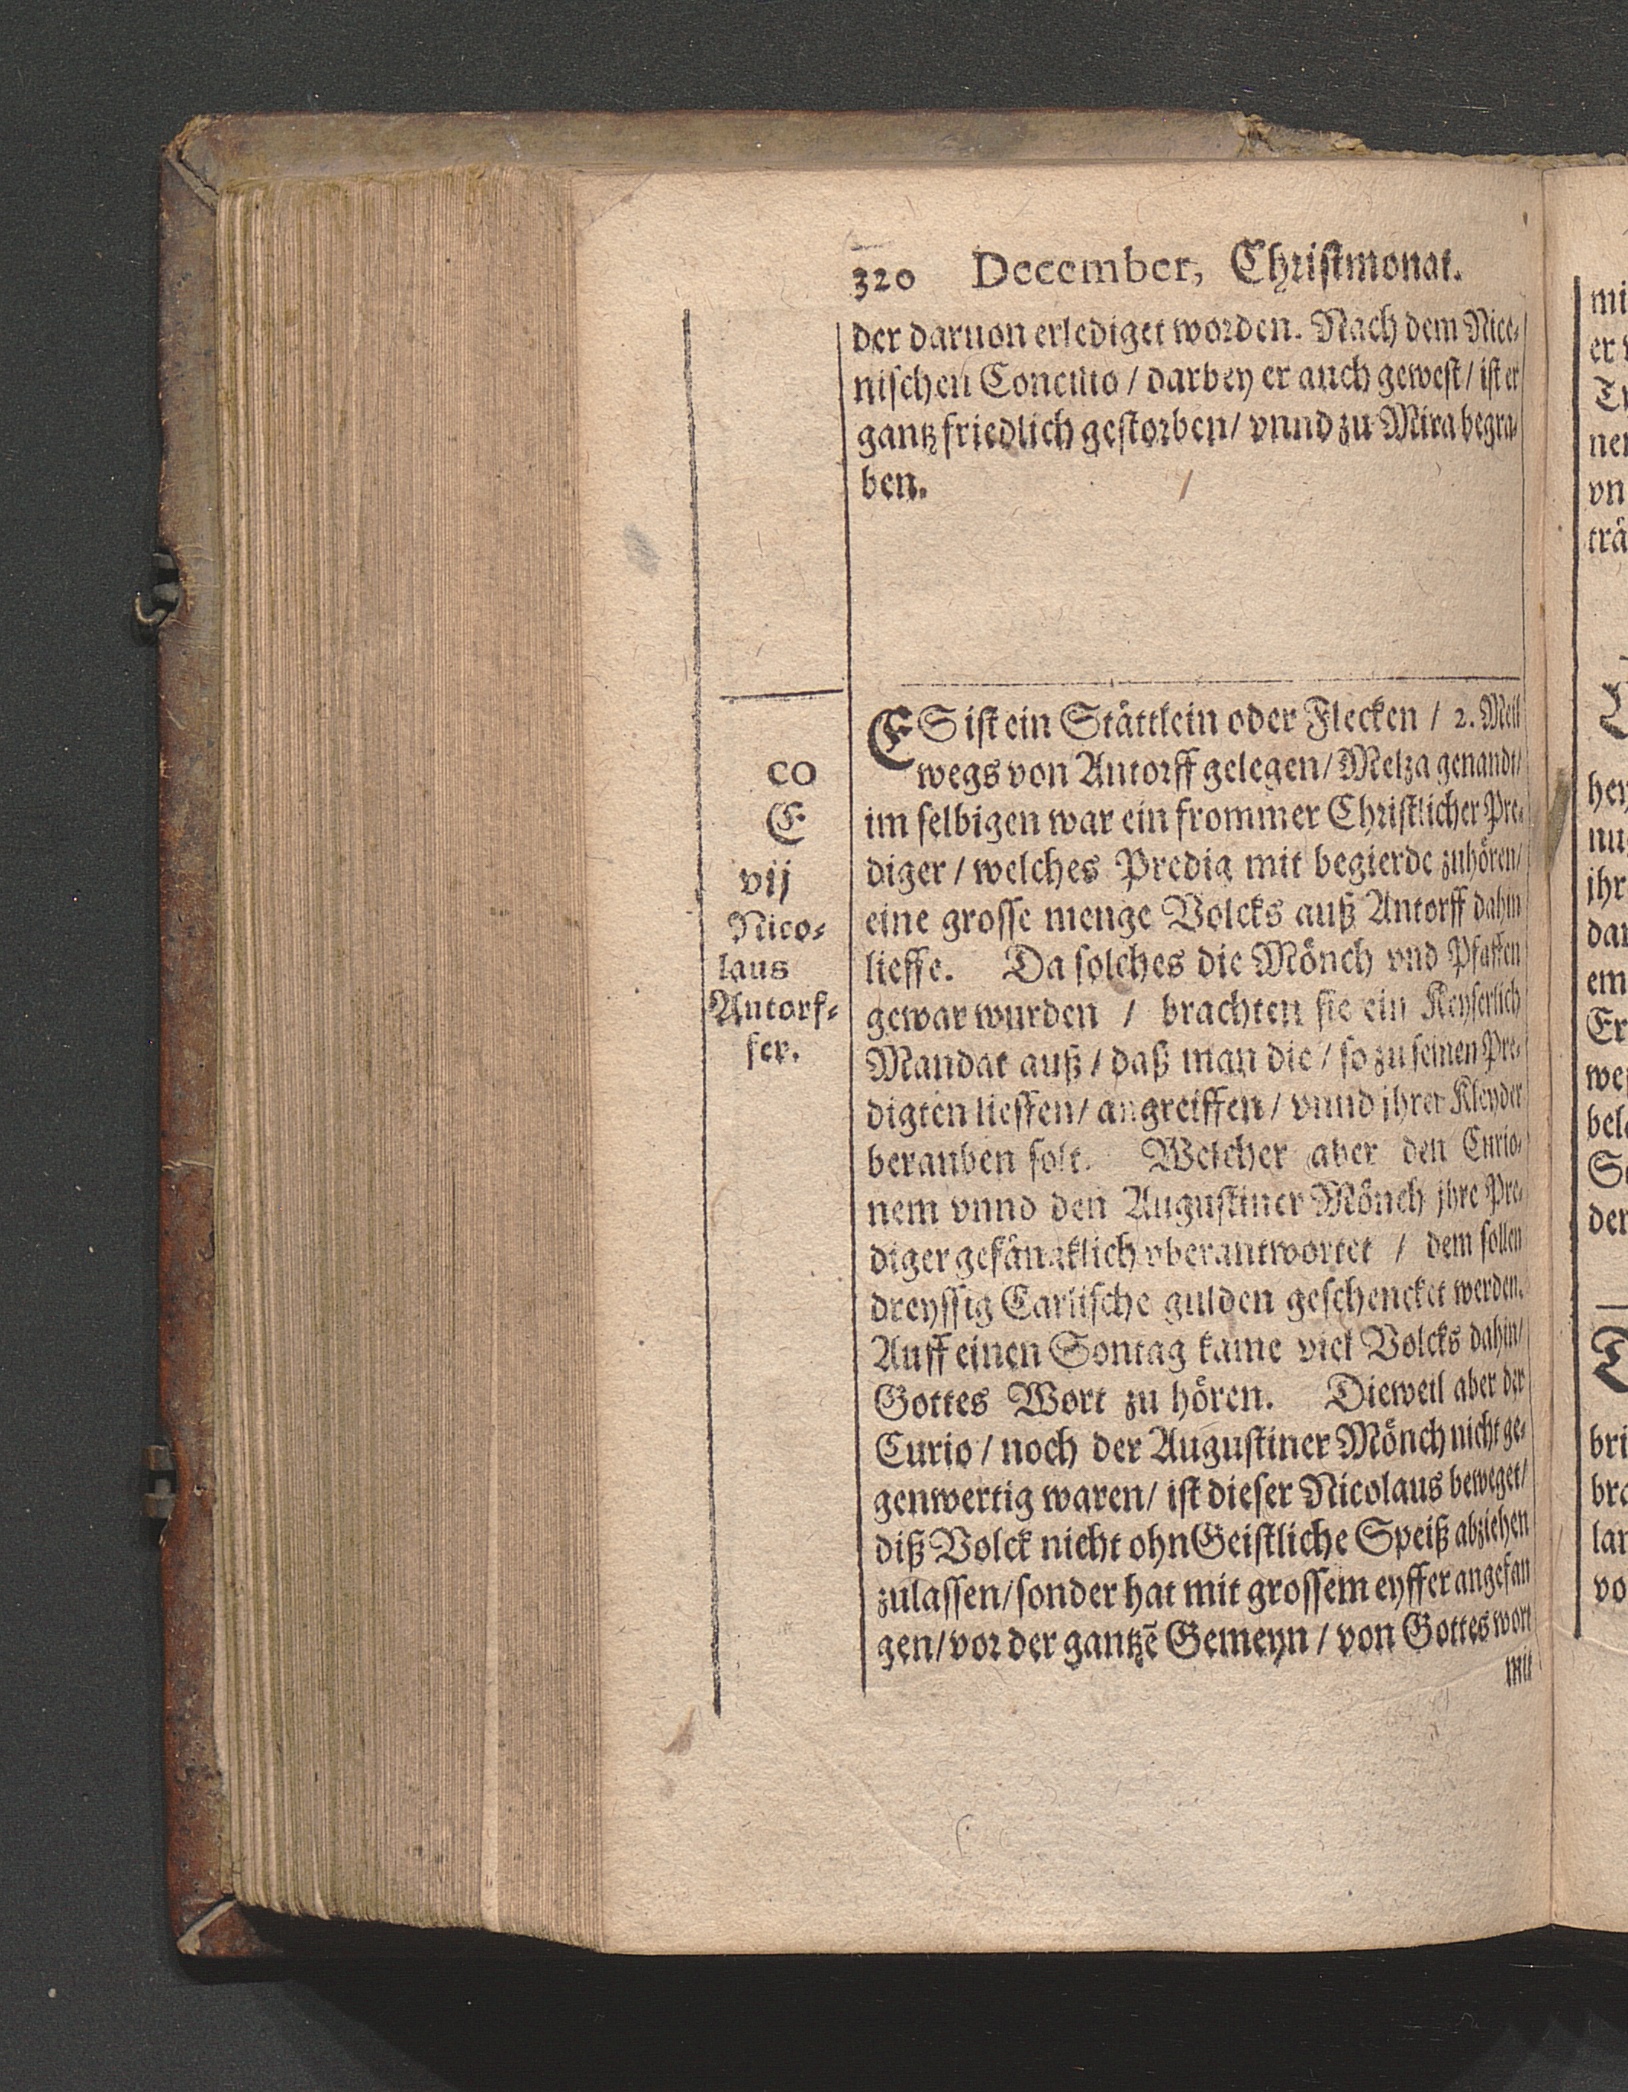 320 December, Christmonat.
der daruon erlediget worden. Nach dem Nice-
nischen Concilio / darbey er auch gewest / ist er
gantz friedlich gestorben / vnnd zu Mira begra-
ben.
co
E
vij
Nico-
laus
Autorf-
fer.
ES ist ein Stättlein oder Flecken / 2. Meil
wegs von Antorff gelegen / Melza genandt /
im selbigen war ein frommer Christlicher Pre-
diger / welches Predig mit begierde zuhören /
eine grosse menge Volcks auß Antorff dahin
lieffe. Da solches die Mönch vnd Pfaffen
gewar wurden / brachten sie ein Keyserlich
Mandat auß / daß man die / so zu seinen Pre-
digten lieffen / angreiffen / vnnd jhrer Kleyder
berauben solt. Welcher aber den Curio-
nem vnnd den Augustiner Mönch jhre Pre-
diger gefäncklich vberantwortet / dem sollen
dreyssig Carlische gulden geschencket werden.
Auff einen Sontag kame viel Volcks dahin /
Gottes Wort zu hören. Dieweil aber der
Curio / noch der Augustiner Mönch nicht ge-
genwertig waren / ist dieser Nicolaus beweget /
diß Volck nicht ohn Geistliche Speiß abziehen
zulassen / sonder hat mit grossem eyffer angefan
gen / vor der gantzẽ Gemeyn / von Gottes wort
mit